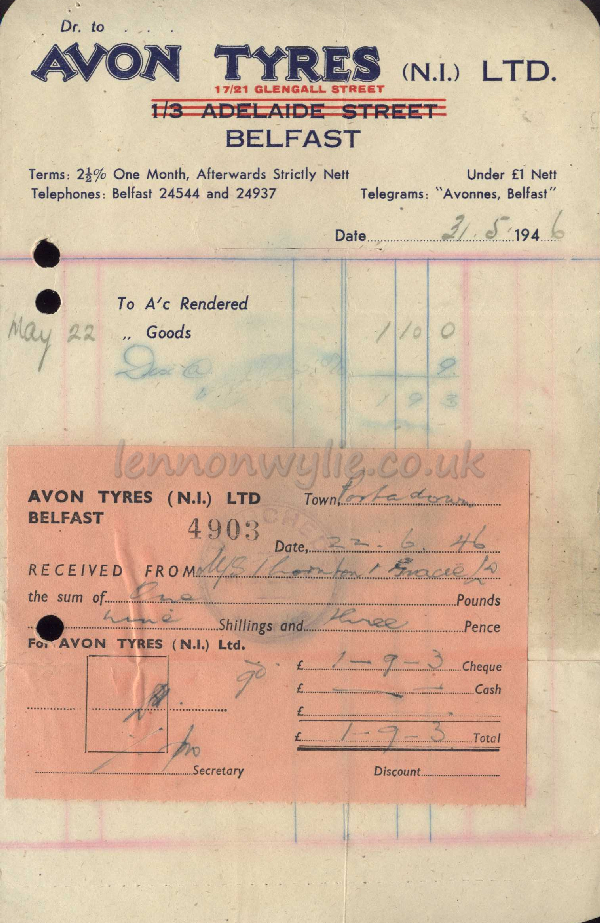 Dr. to .....
AVON TYRES (N.I.) LTD.
17/21 GLENGALL STREET
1/3 ADELAIDE STREET
BELFAST
Terms: 2½% One Month, Afterwards Strictly Nett Under £1 Nett
Telephones: Belfast 24544 and 24937 Telegrams: "Avonnes, Belfast"
Date 31. 5. 1946
To A'c Rendered
May 22 „ Goods 1 10 0
9
1 9 3
lennonwylie.co.uk
AVON TYRES (N.I.) LTD
BELFAST
Town, Portadown
4903
Date, 22. 6. 46
RECEIVED FROM
the sum of One Pounds
nine Shillings and three Pence
For AVON TYRES (N.I.) Ltd.
£ 1-9-3 Cheque
£ Cash
£
£ 1-9-3 Total
Secretary Discount